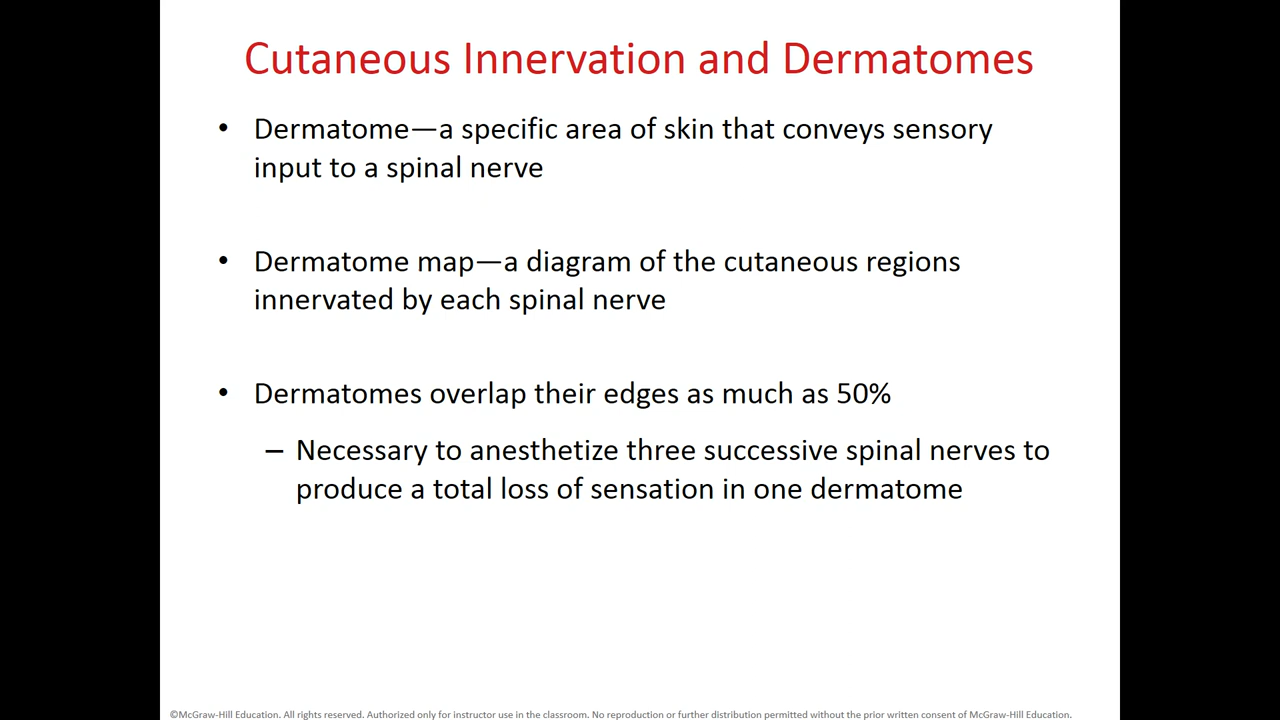 Cutaneous Innervation and Dermatomes
• Dermatome—a specific area of skin that conveys sensory
input to a spinal nerve
• Dermatome map—a diagram of the cutaneous regions
innervated by each spinal nerve
• Dermatomes overlap their edges as much as 50%
– Necessary to anesthetize three successive spinal nerves to
produce a total loss of sensation in one dermatome
©McGraw-Hill Education. All rights reserved. Authorized only for instructor use in the classroom. No reproduction or further distribution permitted without the prior written consent of McGraw-Hill Education.